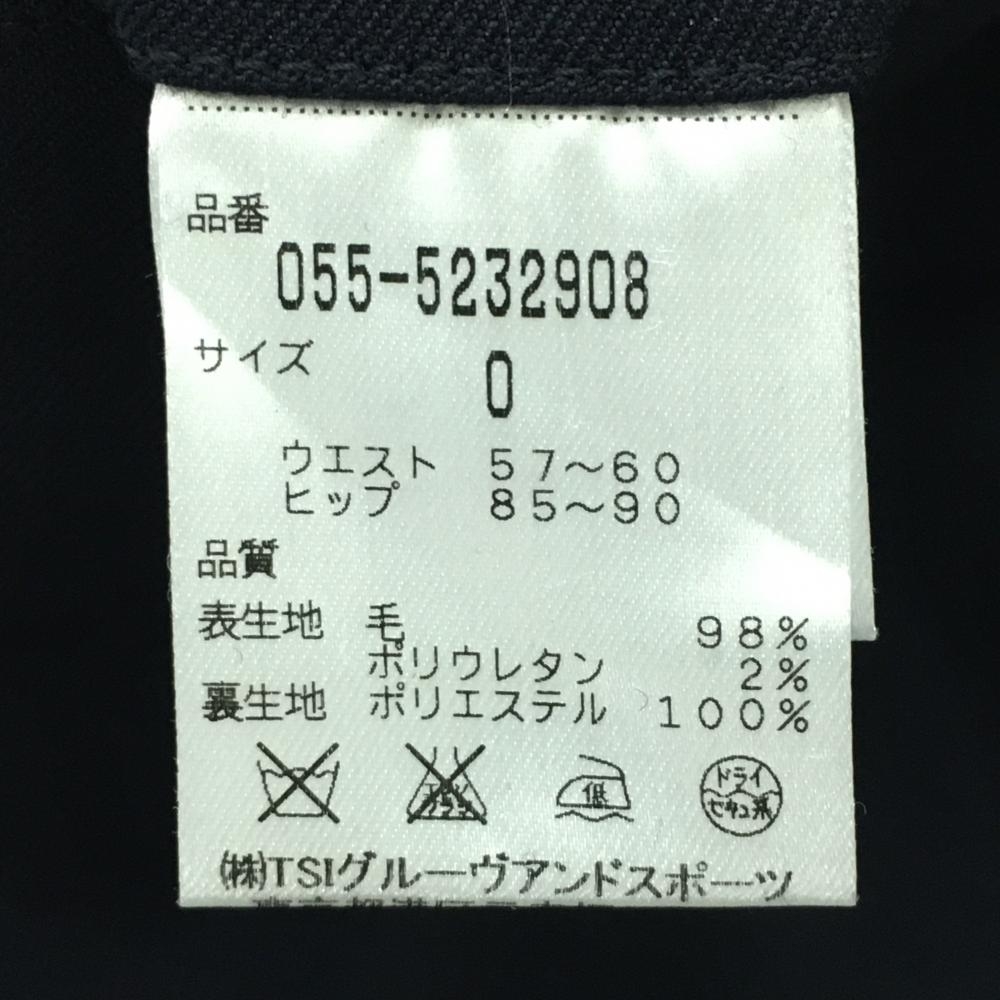 品番
055-5232908
サイズ 0
ウエスト 57〜60
ヒップ 85〜90
品質
表生地 毛 98%
ポリウレタン 2%
裏生地 ポリエステル 100%
低 ドライ
セキユ系
㈱TSIグルーヴアンドスポーツ